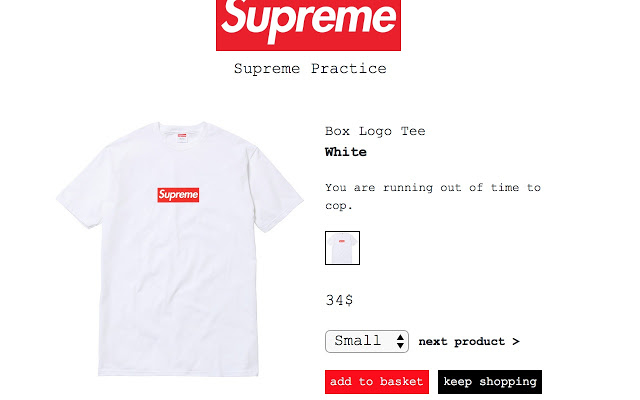 Supreme
Supreme Practice
Box Logo Tee
White
You are running out of time to
cop.
Supreme
34$
Small
next product >
add to basket
keep shopping